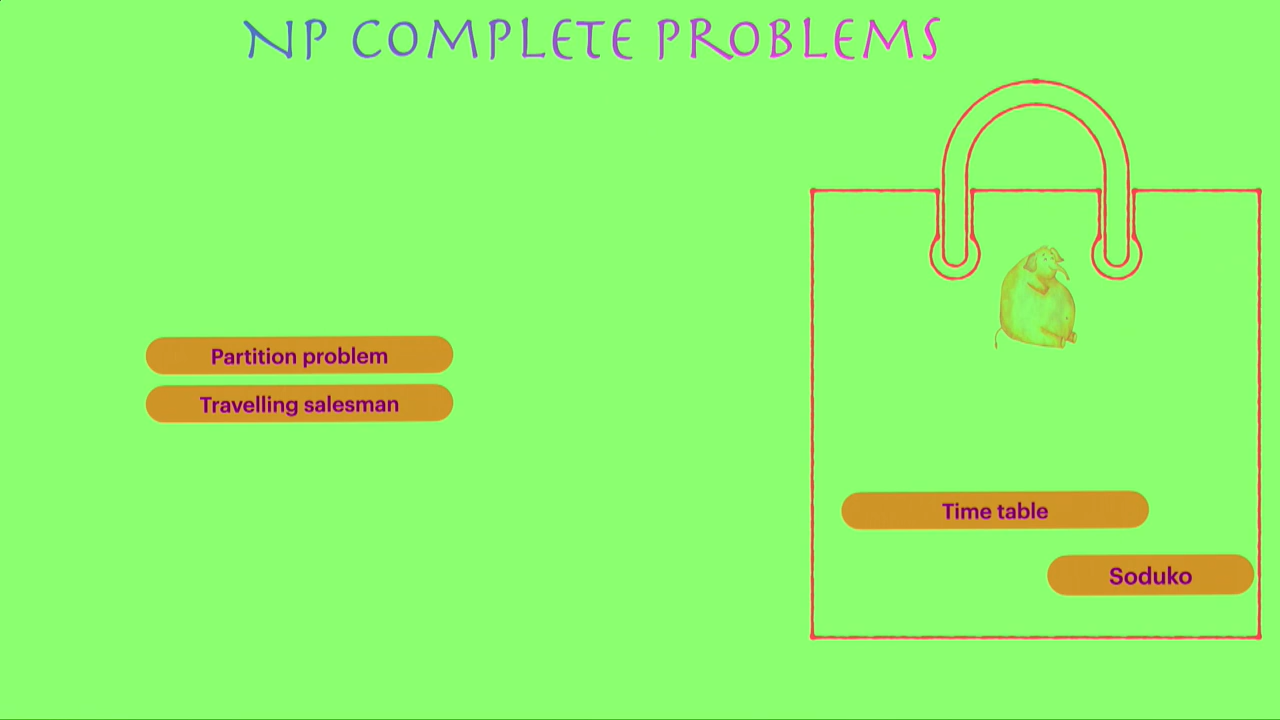 NP COMPLETE PROBLEMS
Partition problem
Travelling salesman
Time table
Soduko